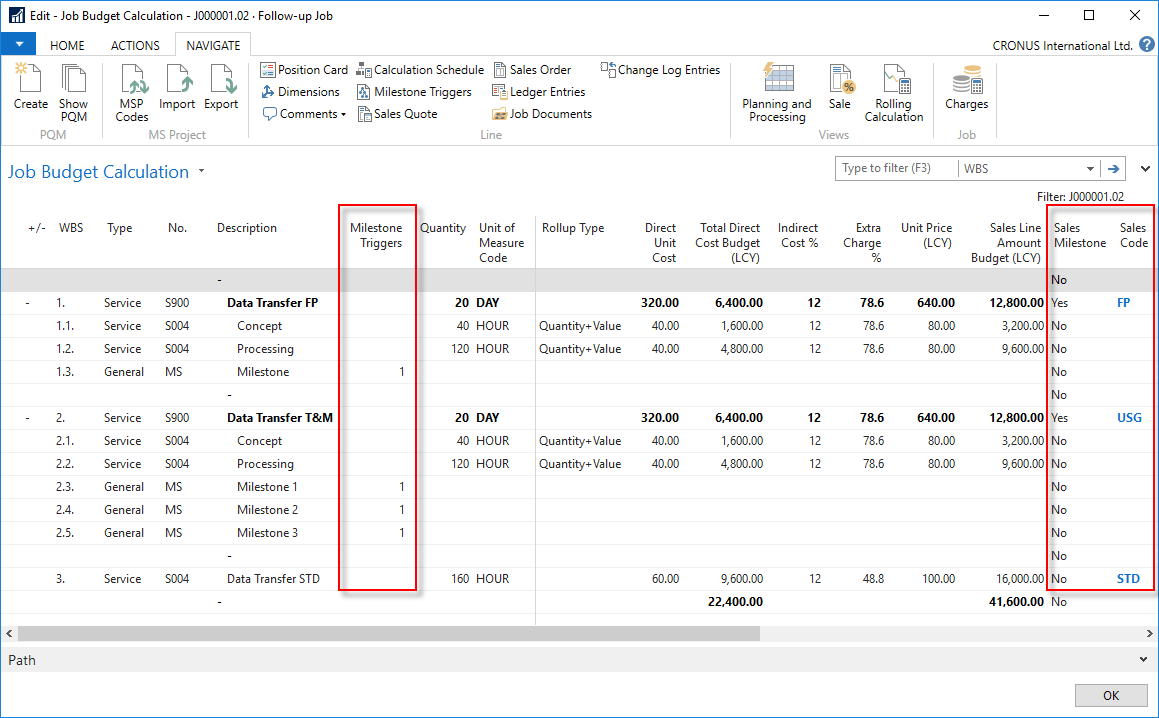 Edit - Job Budget Calculation - J000001.02 · Follow-up Job
HOME ACTIONS NAVIGATE CRONUS International Ltd. ?
Position Card Calculation Schedule Sales Order Change Log Entries
Dimensions Milestone Triggers Ledger Entries
Comments Sales Quote Job Documents
Create Show PQM MSP Codes Import Export Planning and Processing Sale Rolling Calculation Charges
PQM MS Project Line Views Job
Job Budget Calculation Type to filter (F3) WBS
Filter: J000001.02
+/- WBS Type No. Description Milestone Triggers Quantity Unit of Measure Code Rollup Type Direct Unit Cost Total Direct Cost Budget (LCY) Indirect Cost % Extra Charge % Unit Price (LCY) Sales Line Amount Budget (LCY) Sales Milestone Sales Code
- No
- 1. Service S900 Data Transfer FP 20 DAY 320.00 6,400.00 12 78.6 640.00 12,800.00 Yes FP
1.1. Service S004 Concept 40 HOUR Quantity+Value 40.00 1,600.00 12 78.6 80.00 3,200.00 No
1.2. Service S004 Processing 120 HOUR Quantity+Value 40.00 4,800.00 12 78.6 80.00 9,600.00 No
1.3. General MS Milestone 1 No
- No
- 2. Service S900 Data Transfer T&M 20 DAY 320.00 6,400.00 12 78.6 640.00 12,800.00 Yes USG
2.1. Service S004 Concept 40 HOUR Quantity+Value 40.00 1,600.00 12 78.6 80.00 3,200.00 No
2.2. Service S004 Processing 120 HOUR Quantity+Value 40.00 4,800.00 12 78.6 80.00 9,600.00 No
2.3. General MS Milestone 1 1 No
2.4. General MS Milestone 2 1 No
2.5. General MS Milestone 3 1 No
- No
3. Service S004 Data Transfer STD 160 HOUR 60.00 9,600.00 12 48.8 100.00 16,000.00 No STD
- 22,400.00 41,600.00 No
Path
OK